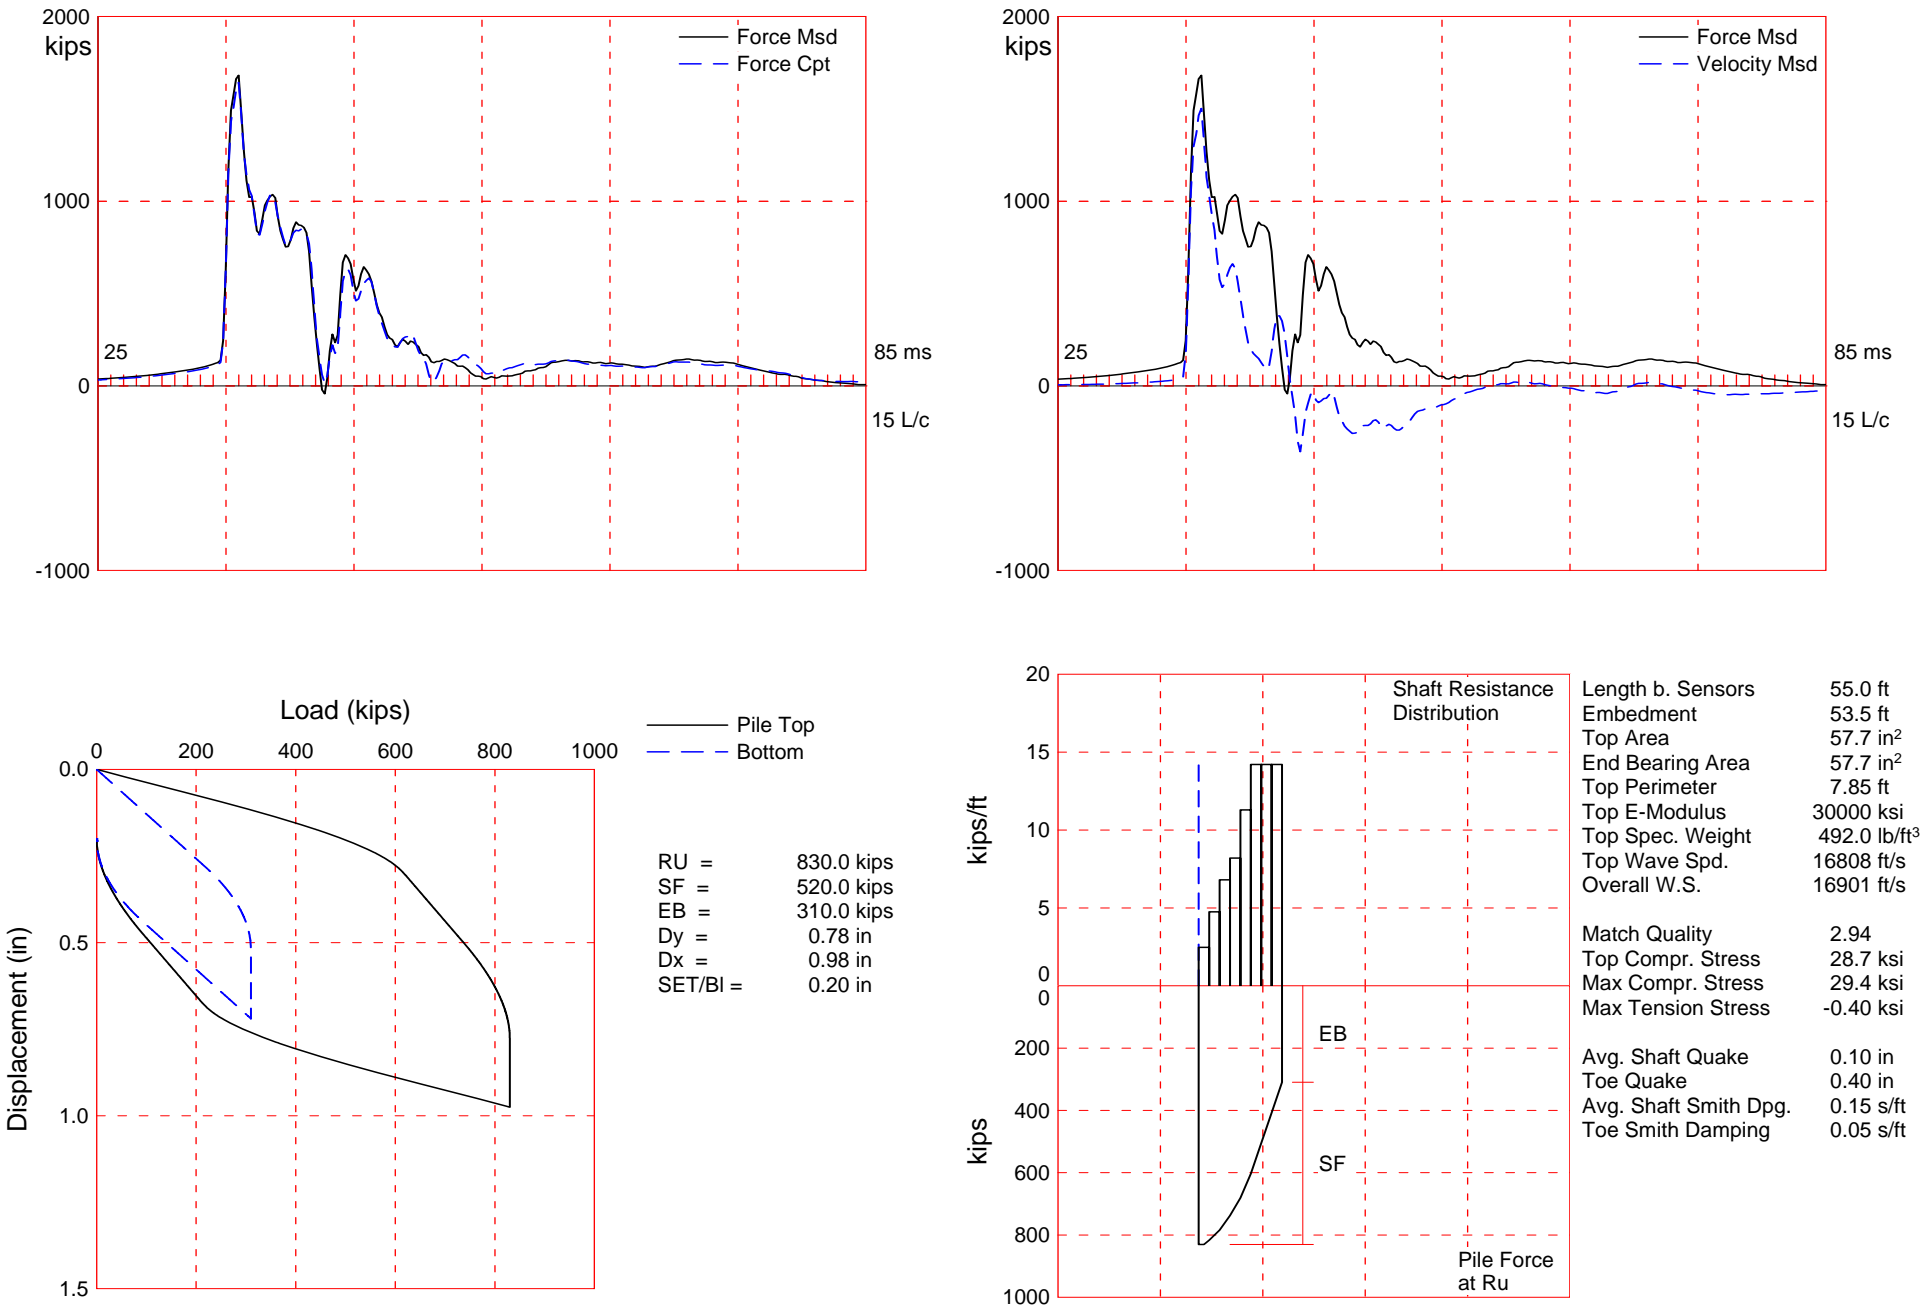 2000
kips
1000
0
-1000
Force Msd
Force Cpt
25
85 ms
15 L/c
2000
kips
1000
0
-1000
Force Msd
Velocity Msd
25
85 ms
15 L/c
Load (kips)
0 200 400 600 800 1000
0.0
0.5
1.0
1.5
Displacement (in)
Pile Top
Bottom
RU = 830.0 kips
SF = 520.0 kips
EB = 310.0 kips
Dy = 0.78 in
Dx = 0.98 in
SET/Bl = 0.20 in
20
15
10
5
0
kips/ft
Shaft Resistance
Distribution
0
200
400
600
800
1000
kips
EB
SF
Pile Force
at Ru
Length b. Sensors 55.0 ft
Embedment 53.5 ft
Top Area 57.7 in²
End Bearing Area 57.7 in²
Top Perimeter 7.85 ft
Top E-Modulus 30000 ksi
Top Spec. Weight 492.0 lb/ft³
Top Wave Spd. 16808 ft/s
Overall W.S. 16901 ft/s
Match Quality 2.94
Top Compr. Stress 28.7 ksi
Max Compr. Stress 29.4 ksi
Max Tension Stress -0.40 ksi
Avg. Shaft Quake 0.10 in
Toe Quake 0.40 in
Avg. Shaft Smith Dpg. 0.15 s/ft
Toe Smith Damping 0.05 s/ft